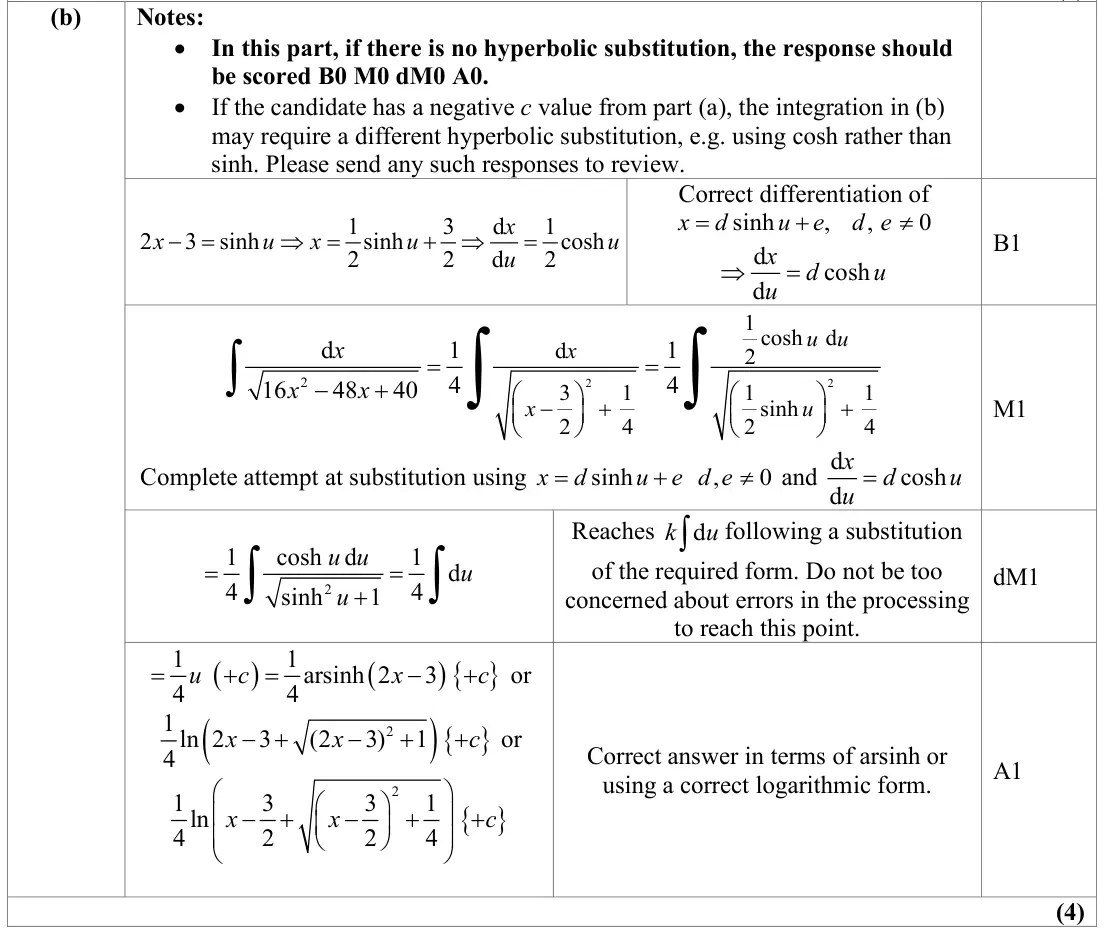 (b)
Notes:
• In this part, if there is no hyperbolic substitution, the response should
be scored B0 M0 dM0 A0.
• If the candidate has a negative c value from part (a), the integration in (b)
may require a different hyperbolic substitution, e.g. using cosh rather than
sinh. Please send any such responses to review.
2x − 3 = sinh u ⇒ x = 1/2 sinh u + 3/2 ⇒ dx/du = 1/2 cosh u
Correct differentiation of
x = d sinh u + e, d, e ≠ 0
⇒ dx/du = d cosh u
B1
∫ dx/√(16x² − 48x + 40) = 1/4 ∫ dx/√((x − 3/2)² + 1/4) = 1/4 ∫ (1/2 cosh u du)/√((1/2 sinh u)² + 1/4)
Complete attempt at substitution using x = d sinh u + e d, e ≠ 0 and dx/du = d cosh u
M1
= 1/4 ∫ cosh u du/√(sinh² u + 1) = 1/4 ∫ du
Reaches k∫du following a substitution
of the required form. Do not be too
concerned about errors in the processing
to reach this point.
dM1
= 1/4 u (+c) = 1/4 arsinh(2x − 3){+c} or
1/4 ln(2x − 3 + √((2x − 3)² + 1)){+c} or
1/4 ln(x − 3/2 + √((x − 3/2)² + 1/4)){+c}
Correct answer in terms of arsinh or
using a correct logarithmic form.
A1
(4)